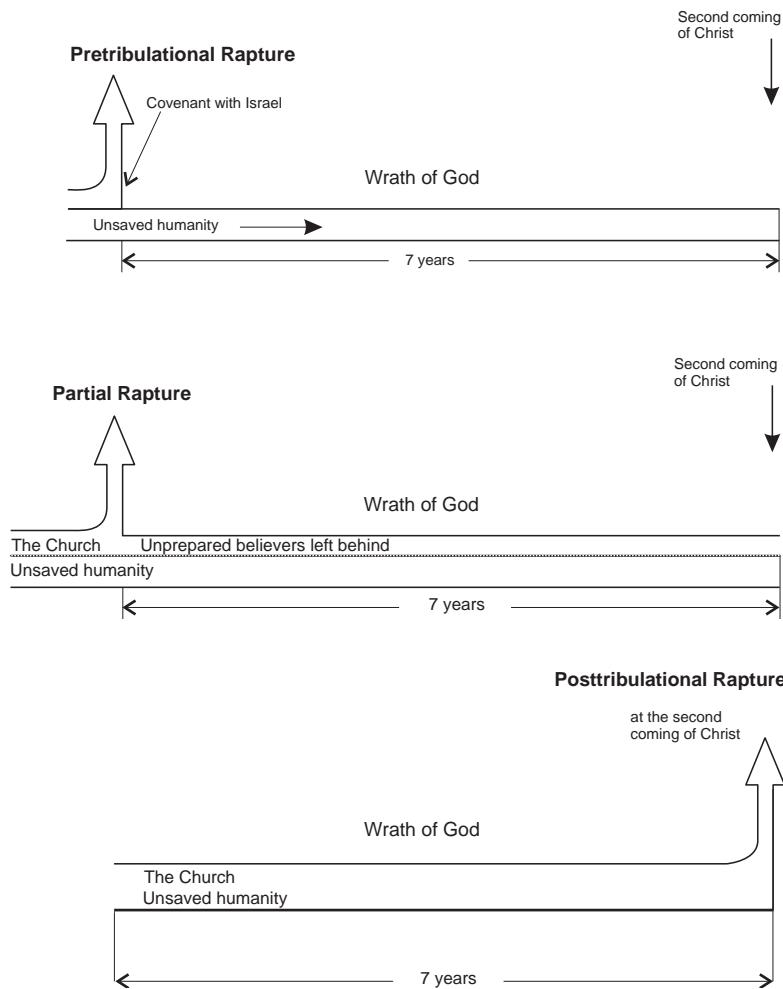 Second coming
of Christ
Pretribulational Rapture
Covenant with Israel
Wrath of God
Unsaved humanity
7 years
Second coming
of Christ
Partial Rapture
Wrath of God
The Church
Unprepared believers left behind
Unsaved humanity
7 years
Posttribulational Rapture
at the second
coming of Christ
Wrath of God
The Church
Unsaved humanity
7 years